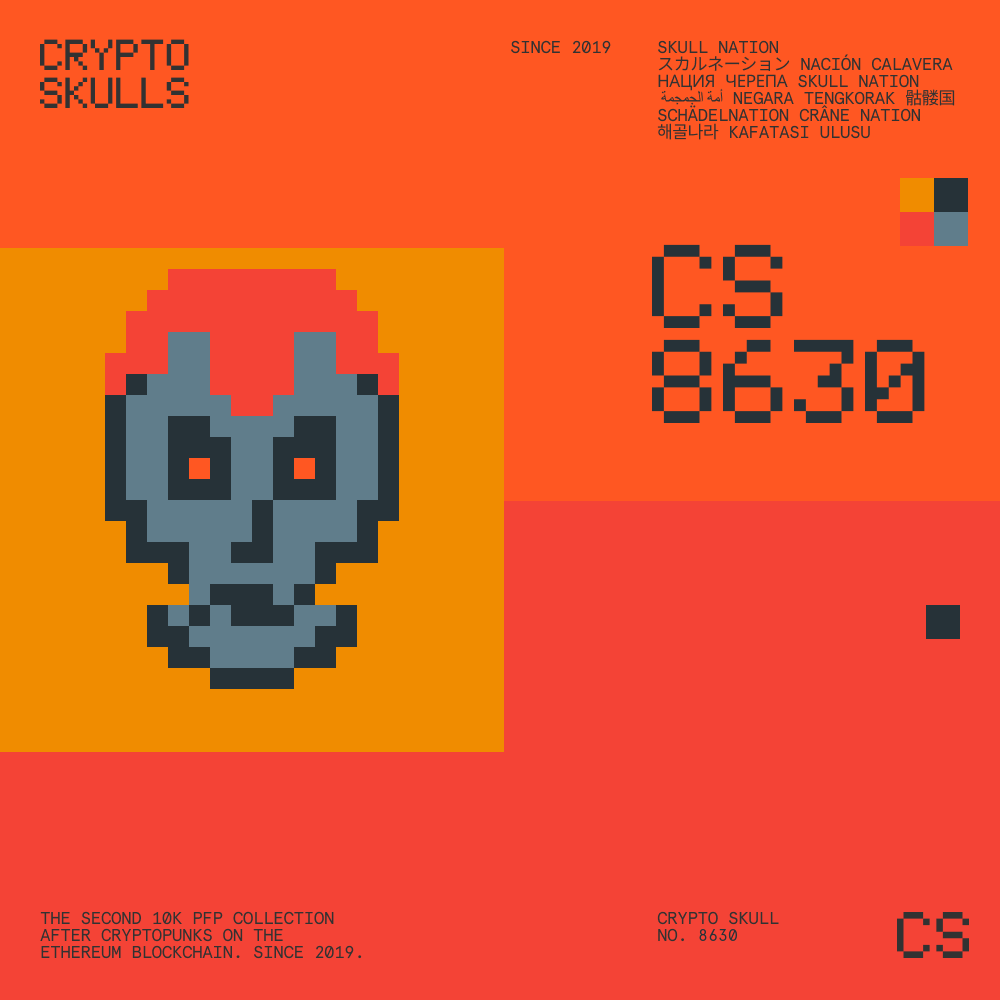 CRYPTO
SKULLS
SINCE 2019
SKULL NATION
スカルネーション NACIÓN CALAVERA
НАЦИЯ ЧЕРЕПА SKULL NATION
أمة الجمجمة NEGARA TENGKORAK 骷髅国
SCHÄDELNATION CRÂNE NATION
해골나라 KAFATASI ULUSU
CS
8630
THE SECOND 10K PFP COLLECTION
AFTER CRYPTOPUNKS ON THE
ETHEREUM BLOCKCHAIN. SINCE 2019.
CRYPTO SKULL
NO. 8630
CS